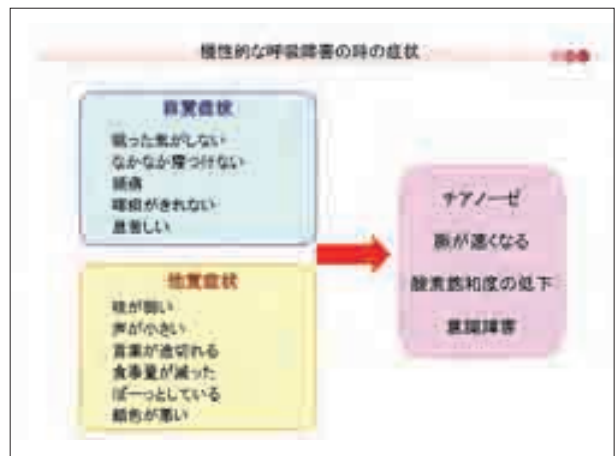 慢性的な呼吸障害の時の症状
自覚症状
眠った気がしない
なかなか寝つけない
頭痛
喀痰がきれない
息苦しい
他覚症状
咳が弱い
声が小さい
言葉が途切れる
食事量が減った
ぼーっとしている
顔色が悪い
チアノーゼ
脈が速くなる
酸素飽和度の低下
意識障害